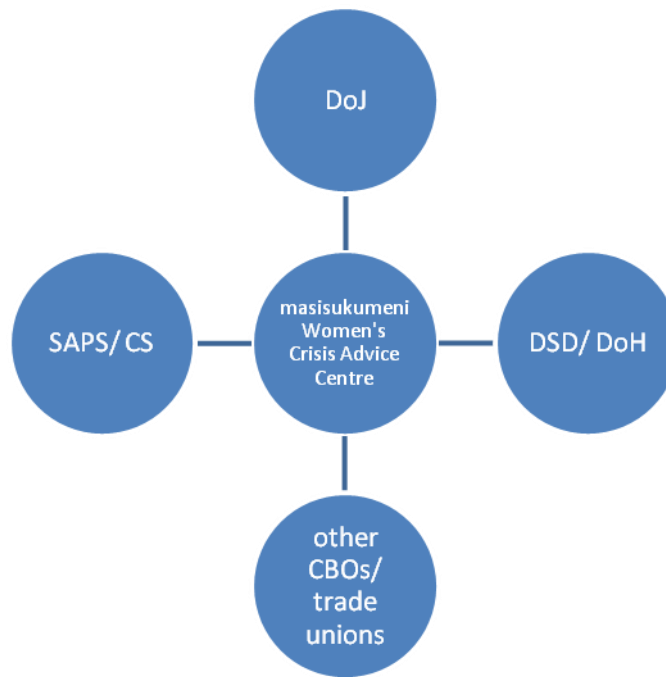 DoJ
SAPS/ CS
masisukumeni
Women's
Crisis Advice
Centre
DSD/ DoH
other
CBOs/
trade
unions